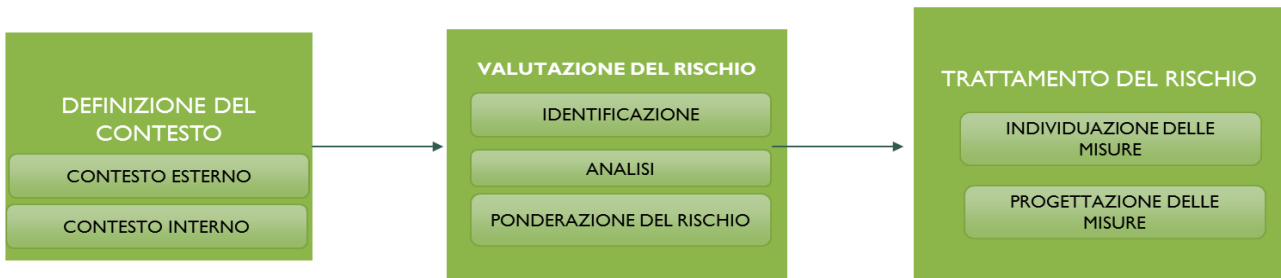 DEFINIZIONE DEL
CONTESTO
CONTESTO ESTERNO
CONTESTO INTERNO
VALUTAZIONE DEL RISCHIO
IDENTIFICAZIONE
ANALISI
PONDERAZIONE DEL RISCHIO
TRATTAMENTO DEL RISCHIO
INDIVIDUAZIONE DELLE
MISURE
PROGETTAZIONE DELLE
MISURE